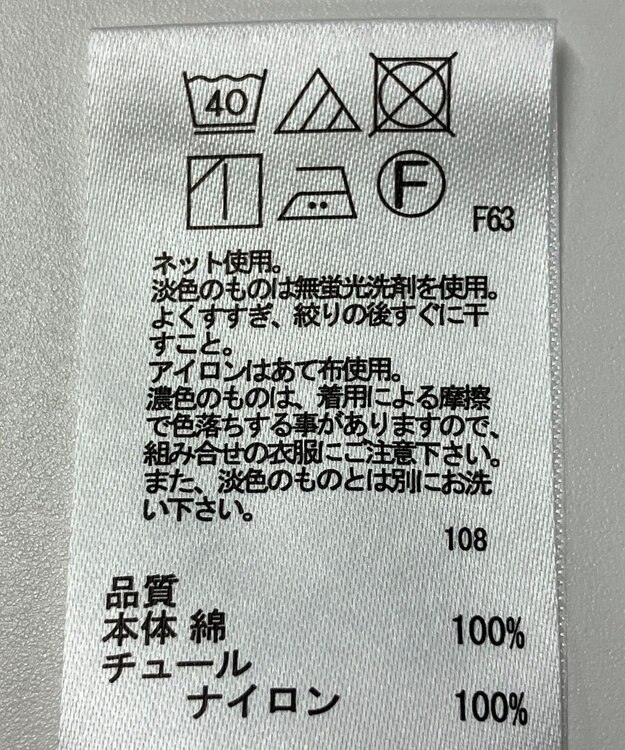 40
F
F63
ネット使用。
淡色のものは無蛍光洗剤を使用。
よくすすぎ、絞りの後すぐに干
すこと。
アイロンはあて布使用。
濃色のものは、着用による摩擦
で色落ちする事がありますので、
組み合せの衣服にご注意下さい。
また、淡色のものとは別にお洗
い下さい。
108
品質
本体 綿 100%
チュール
ナイロン 100%